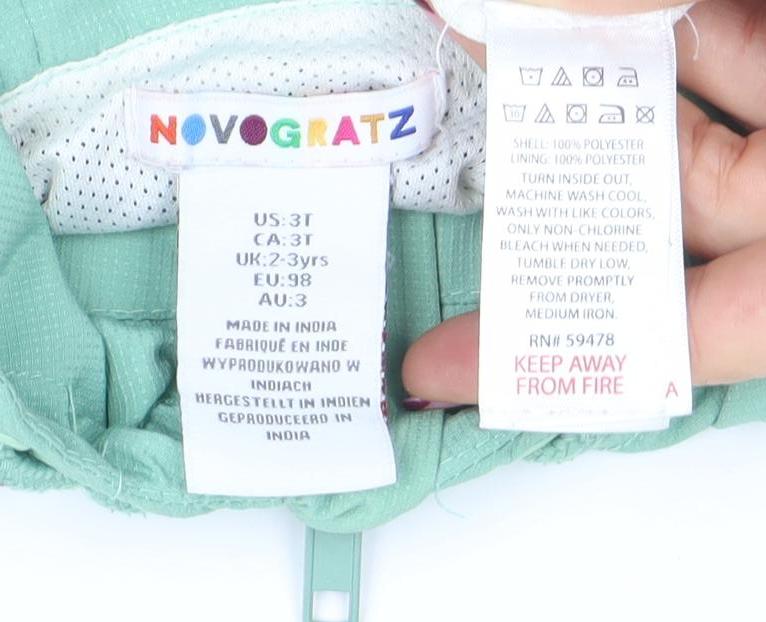 NOVOGRATZ
US:3T
CA:3T
UK:2-3yrs
EU:98
AU:3
MADE IN INDIA
FABRIQUÉ EN INDE
WYPRODUKOWANO W
INDIACH
HERGESTELLT IN INDIEN
GEPRODUCEERD IN
INDIA
SHELL: 100% POLYESTER
LINING: 100% POLYESTER
TURN INSIDE OUT,
MACHINE WASH COOL,
WASH WITH LIKE COLORS,
ONLY NON-CHLORINE
BLEACH WHEN NEEDED,
TUMBLE DRY LOW,
REMOVE PROMPTLY
FROM DRYER,
MEDIUM IRON.
RN# 59478
KEEP AWAY
FROM FIRE
A